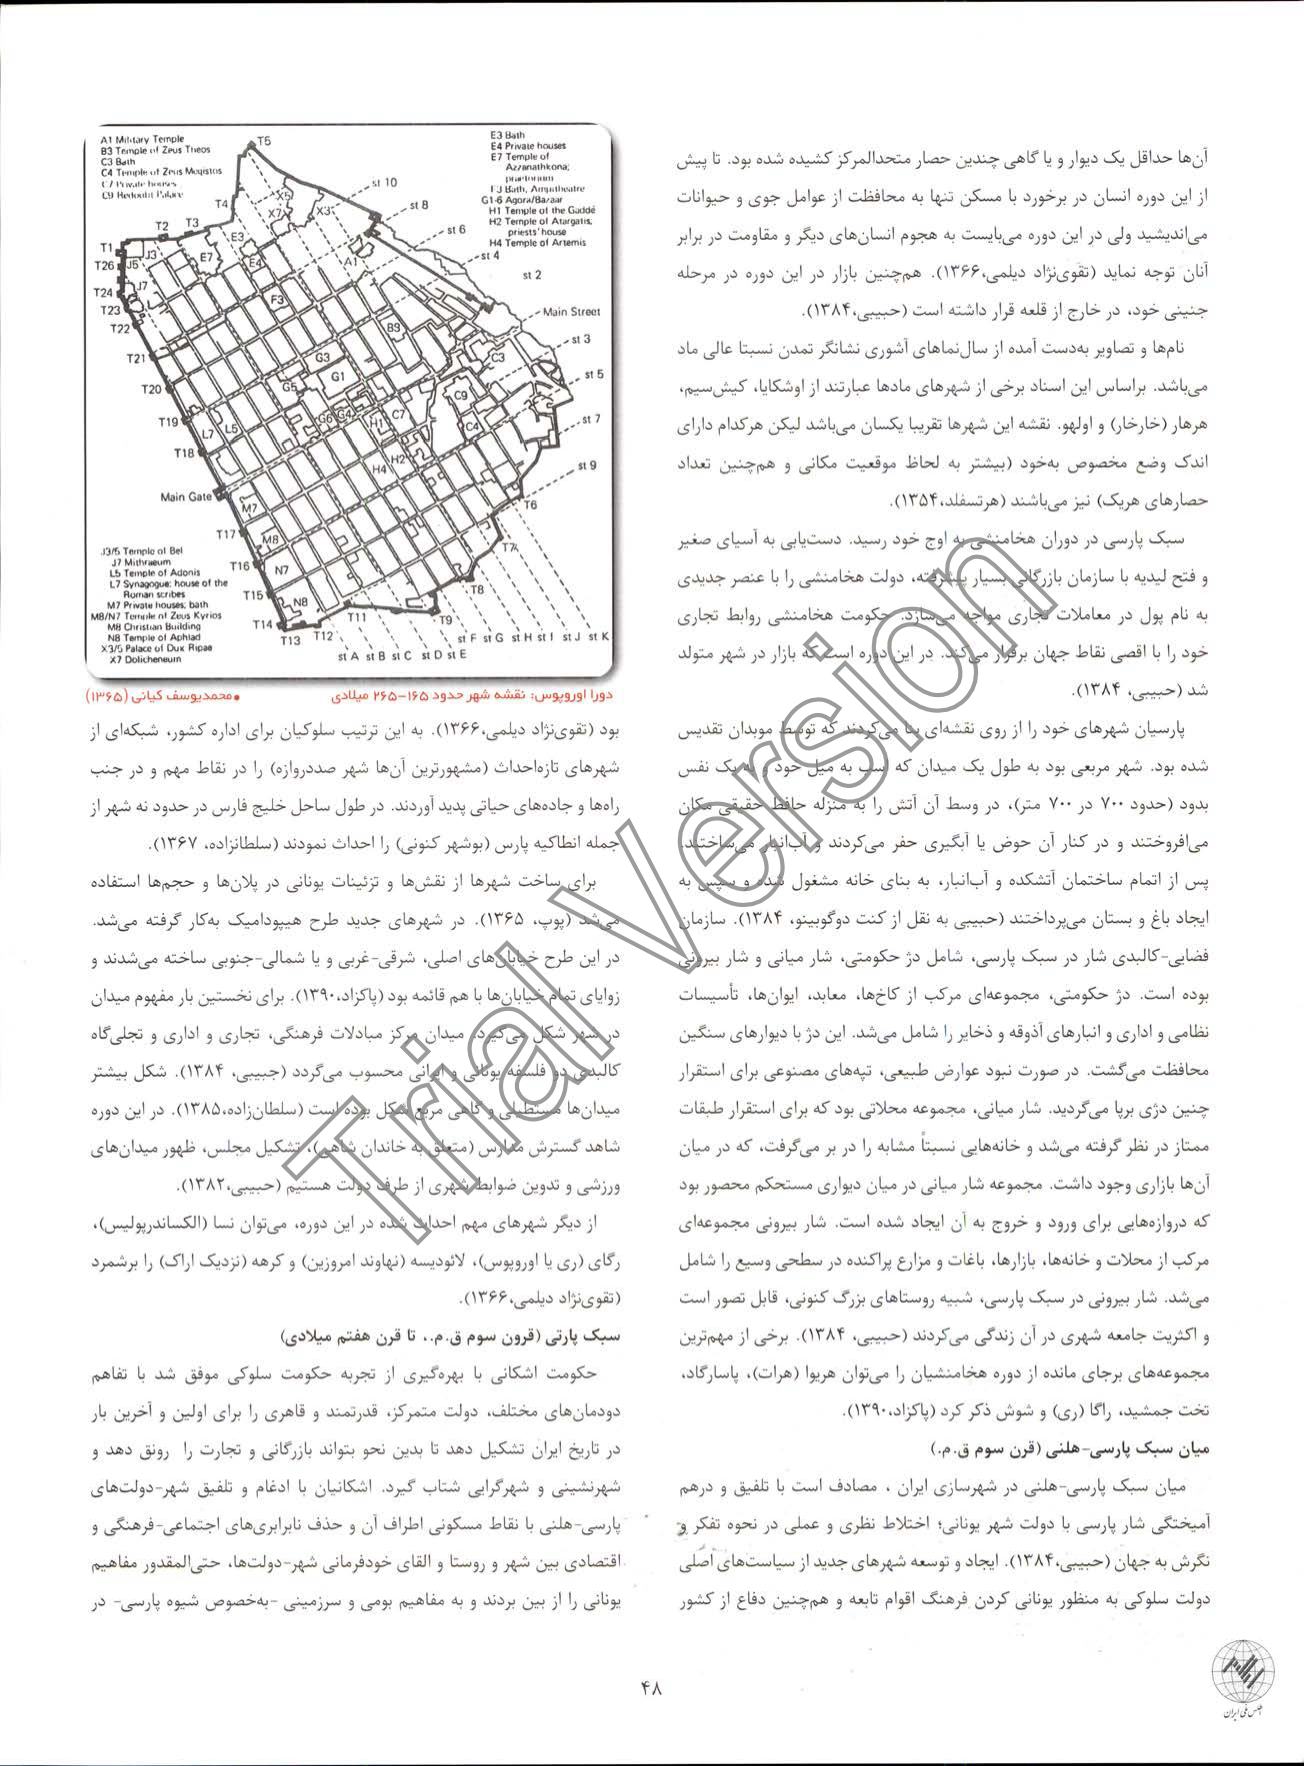 آن‌ها حداقل یک دیوار و یا گاهی چندین حصار متحدالمرکز کشیده شده بود. تا پیش
از این دوره انسان در برخورد با مسکن تنها به محافظت از عوامل جوی و حیوانات
می‌اندیشید ولی در این دوره می‌بایست به هجوم انسان‌های دیگر و مقاومت در برابر
آنان توجه نماید (تقوی‌نژاد دیلمی،۱۳۶۶). هم‌چنین بازار در این دوره در مرحله
جنینی خود، در خارج از قلعه قرار داشته است (حبیبی،۱۳۸۴).
نام‌ها و تصاویر به‌دست آمده از سال‌نماهای آشوری نشانگر تمدن نسبتا عالی ماد
می‌باشد. براساس این اسناد برخی از شهرهای مادها عبارتند از اوشکایا، کیش‌سیم،
هرهار (خارخار) و اولهو. نقشه این شهرها تقریبا یکسان می‌باشد لیکن هرکدام دارای
اندک وضع مخصوص به‌خود (بیشتر به لحاظ موقعیت مکانی و هم‌چنین تعداد
حصارهای هریک) نیز می‌باشند (هرتسفلد،۱۳۵۴).
سبک پارسی در دوران هخامنشی به اوج خود رسید. دست‌یابی به آسیای صغیر
و فتح لیدیه با سازمان بازرگانی بسیار پیشرفته، دولت هخامنشی را با عنصر جدیدی
به نام پول در معاملات تجاری مواجه می‌سازد. حکومت هخامنشی روابط تجاری
خود را با اقصی نقاط جهان برقرار می‌کند. در این دوره است که بازار در شهر متولد
شد (حبیبی، ۱۳۸۴).
پارسیان شهرهای خود را از روی نقشه‌ای بنا می‌کردند که توسط موبدان تقدیس
شده بود. شهر مربعی بود به طول یک میدان که اسب به میل خود و به یک نفس
بدود (حدود ۷۰۰ در ۷۰۰ متر)، در وسط آن آتش را به منزله حافظ حقیقی مکان
می‌افروختند و در کنار آن حوض یا آبگیری حفر می‌کردند و آب‌انبار می‌ساختند.
پس از اتمام ساختمان آتشکده و آب‌انبار، به بنای خانه مشغول شده و سپس به
ایجاد باغ و بستان می‌پرداختند (حبیبی به نقل از کنت دوگوبینو، ۱۳۸۴). سازمان
فضایی-کالبدی شار در سبک پارسی، شامل دژ حکومتی، شار میانی و شار بیرونی
بوده است. دژ حکومتی، مجموعه‌ای مرکب از کاخ‌ها، معابد، ایوان‌ها، تأسیسات
نظامی و اداری و انبارهای آذوقه و ذخایر را شامل می‌شد. این دژ با دیوارهای سنگین
محافظت می‌گشت. در صورت نبود عوارض طبیعی، تپه‌های مصنوعی برای استقرار
چنین دژی برپا می‌گردید. شار میانی، مجموعه محلاتی بود که برای استقرار طبقات
ممتاز در نظر گرفته می‌شد و خانه‌هایی نسبتاً مشابه را در بر می‌گرفت، که در میان
آن‌ها بازاری وجود داشت. مجموعه شار میانی در میان دیواری مستحکم محصور بود
که دروازه‌هایی برای ورود و خروج به آن ایجاد شده است. شار بیرونی مجموعه‌ای
مرکب از محلات و خانه‌ها، بازارها، باغات و مزارع پراکنده در سطحی وسیع را شامل
می‌شد. شار بیرونی در سبک پارسی، شبیه روستاهای بزرگ کنونی، قابل تصور است
و اکثریت جامعه شهری در آن زندگی می‌کردند (حبیبی، ۱۳۸۴). برخی از مهم‌ترین
مجموعه‌های برجای مانده از دوره هخامنشیان را می‌توان هریوا (هرات)، پاسارگاد،
تخت جمشید، راگا (ری) و شوش ذکر کرد (پاکزاد،۱۳۹۰).
میان سبک پارسی-هلنی (قرن سوم ق.م.)
میان سبک پارسی-هلنی در شهرسازی ایران ، مصادف است با تلفیق و درهم
آمیختگی شار پارسی با دولت شهر یونانی؛ اختلاط نظری و عملی در نحوه تفکر و
نگرش به جهان (حبیبی،۱۳۸۴). ایجاد و توسعه شهرهای جدید از سیاست‌های اصلی
دولت سلوکی به منظور یونانی کردن فرهنگ اقوام تابعه و هم‌چنین دفاع از کشور
A1 Military Temple
B3 Temple of Zeus Theos
C3 Bath
C4 Temple of Zeus Megistos
C7 Private houses
C9 Redoubt Palace
E3 Bath
E4 Private houses
E7 Temple of
Azzanathkona;
praetorium
F3 Bath, Ampitheatre
G1-6 Agora/Bazaar
H1 Temple of the Gaddé
H2 Temple of Atargatis;
priests' house
H4 Temple of Artemis
T5
st 10
st 8
st 6
st 4
st 2
Main Street
st 3
st 5
st 7
st 9
T4
T3
T2
T1
T26
T24
T23
T22
T21
T20
T19
T18
Main Gate
T17
T16
T15
T14
T13
T12
T11
T9
T8
T7
T6
X5
X7
X3
A1
E3
E4
E7
J3
J5
J7
F3
B3
G3
G1
G5
G6
G4
H1
C7
C9
C3
C4
H2
H4
L7
L5
M7
M8
N7
N8
st A st B st C st D st E
st F st G st H st I st J st K
J3/5 Temple of Bel
J7 Mithraeum
L5 Temple of Adonis
L7 Synagogue; house of the
Roman scribes
M7 Private houses; bath
M8/N7 Temple of Zeus Kyrios
M8 Christian Building
N8 Temple of Aphlad
X3/5 Palace of Dux Ripae
X7 Dolicheneum
دورا اوروپوس: نقشه شهر حدود ۱۶۵-۲۶۵ میلادی
•محمدیوسف کیانی (۱۳۶۵)
بود (تقوی‌نژاد دیلمی،۱۳۶۶). به این ترتیب سلوکیان برای اداره کشور، شبکه‌ای از
شهرهای تازه‌احداث (مشهورترین آن‌ها شهر صددروازه) را در نقاط مهم و در جنب
راه‌ها و جاده‌های حیاتی پدید آوردند. در طول ساحل خلیج فارس در حدود نه شهر از
جمله انطاکیه پارس (بوشهر کنونی) را احداث نمودند (سلطانزاده، ۱۳۶۷).
برای ساخت شهرها از نقش‌ها و تزئینات یونانی در پلان‌ها و حجم‌ها استفاده
می‌شد (پوپ، ۱۳۶۵). در شهرهای جدید طرح هیپودامیک به‌کار گرفته می‌شد.
در این طرح خیابان‌های اصلی، شرقی-غربی و یا شمالی-جنوبی ساخته می‌شدند و
زوایای تمام خیابان‌ها با هم قائمه بود (پاکزاد،۱۳۹۰). برای نخستین بار مفهوم میدان
در شهر شکل می‌گیرد. میدان مرکز مبادلات فرهنگی، تجاری و اداری و تجلی‌گاه
کالبدی دو فلسفه یونانی و ایرانی محسوب می‌گردد (حبیبی، ۱۳۸۴). شکل بیشتر
میدان‌ها مستطیلی و گاهی مربع شکل بوده است (سلطان‌زاده،۱۳۸۵). در این دوره
شاهد گسترش مدارس (متعلق به خاندان شاهی)، تشکیل مجلس، ظهور میدان‌های
ورزشی و تدوین ضوابط شهری از طرف دولت هستیم (حبیبی،۱۳۸۲).
از دیگر شهرهای مهم احداث شده در این دوره، می‌توان نسا (الکساندرپولیس)،
رگای (ری یا اوروپوس)، لائودیسه (نهاوند امروزین) و کرهه (نزدیک اراک) را برشمرد
(تقوی‌نژاد دیلمی،۱۳۶۶).
سبک پارتی (قرون سوم ق.م.، تا قرن هفتم میلادی)
حکومت اشکانی با بهره‌گیری از تجربه حکومت سلوکی موفق شد با تفاهم
دودمان‌های مختلف، دولت متمرکز، قدرتمند و قاهری را برای اولین و آخرین بار
در تاریخ ایران تشکیل دهد تا بدین نحو بتواند بازرگانی و تجارت را رونق دهد و
شهرنشینی و شهرگرایی شتاب گیرد. اشکانیان با ادغام و تلفیق شهر-دولت‌های
پارسی-هلنی با نقاط مسکونی اطراف آن و حذف نابرابری‌های اجتماعی-فرهنگی و
اقتصادی بین شهر و روستا و القای خودفرمانی شهر-دولت‌ها، حتی‌المقدور مفاهیم
یونانی را از بین بردند و به مفاهیم بومی و سرزمینی -به‌خصوص شیوه پارسی- در
Trial Version
۴۸
اطلس ملی ایران